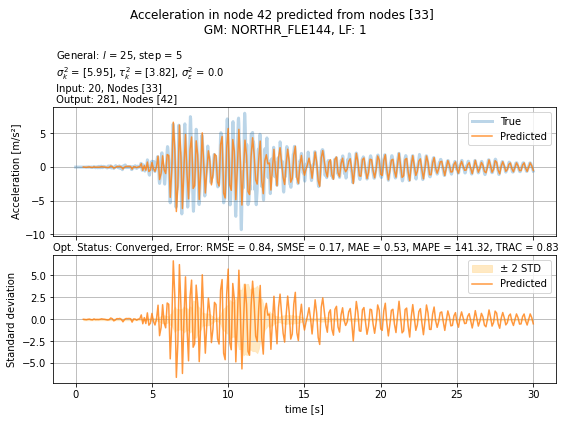 Acceleration in node 42 predicted from nodes [33]
GM: NORTHR_FLE144, LF: 1
General: l = 25, step = 5
σ²ₖ = [5.95], τ²ₖ = [3.82], σ²ε = 0.0
Input: 20, Nodes [33]
Output: 281, Nodes [42]
True
Predicted
Acceleration [m/s²]
5
0
−5
−10
Opt. Status: Converged, Error: RMSE = 0.84, SMSE = 0.17, MAE = 0.53, MAPE = 141.32, TRAC = 0.83
± 2 STD
Predicted
Standard deviation
5.0
2.5
0.0
−2.5
−5.0
0 5 10 15 20 25 30
time [s]